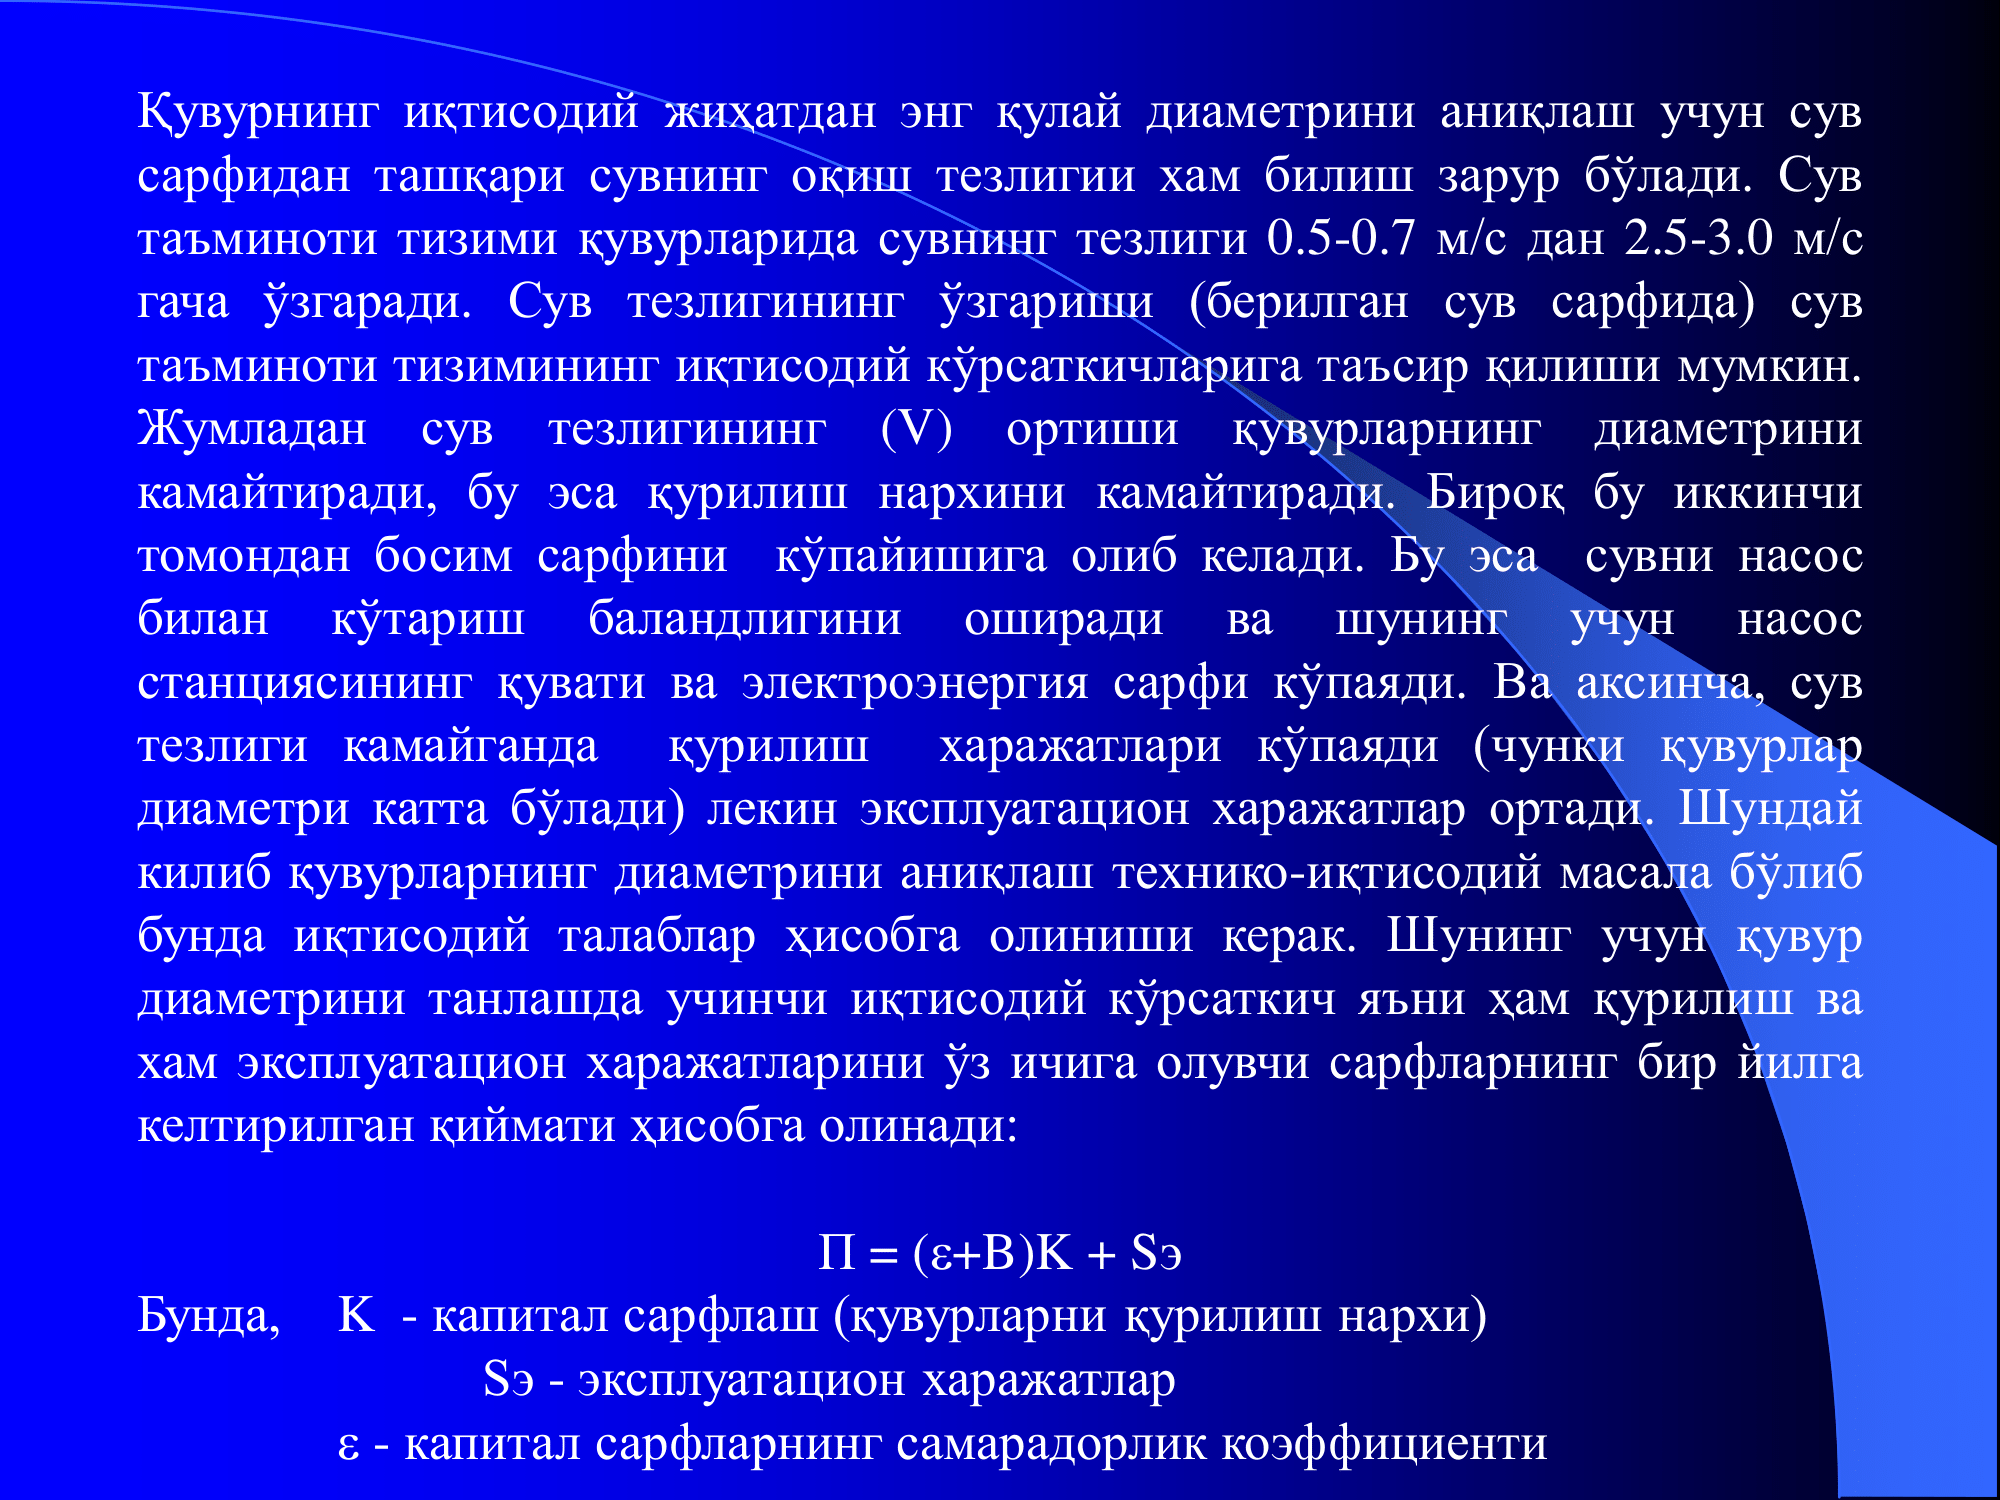 Қувурнинг иқтисодий жиҳатдан энг қулай диаметрини аниқлаш учун сув
сарфидан ташқари сувнинг оқиш тезлигии хам билиш зарур бўлади. Сув
таъминоти тизими қувурларида сувнинг тезлиги 0.5-0.7 м/с дан 2.5-3.0 м/с
гача ўзгаради. Сув тезлигининг ўзгариши (берилган сув сарфида) сув
таъминоти тизимининг иқтисодий кўрсаткичларига таъсир қилиши мумкин.
Жумладан сув тезлигининг (V) ортиши қувурларнинг диаметрини
камайтиради, бу эса қурилиш нархини камайтиради. Бироқ бу иккинчи
томондан босим сарфини кўпайишига олиб келади. Бу эса сувни насос
билан кўтариш баландлигини оширади ва шунинг учун насос
станциясининг қувати ва электроэнергия сарфи кўпаяди. Ва аксинча, сув
тезлиги камайганда қурилиш харажатлари кўпаяди (чунки қувурлар
диаметри катта бўлади) лекин эксплуатацион харажатлар ортади. Шундай
килиб қувурларнинг диаметрини аниқлаш технико-иқтисодий масала бўлиб
бунда иқтисодий талаблар ҳисобга олиниши керак. Шунинг учун қувур
диаметрини танлашда учинчи иқтисодий кўрсаткич яъни ҳам қурилиш ва
хам эксплуатацион харажатларини ўз ичига олувчи сарфларнинг бир йилга
келтирилган қиймати ҳисобга олинади:
П = (ε+В)К + Sэ
Бунда, К - капитал сарфлаш (қувурларни қурилиш нархи)
Sэ - эксплуатацион харажатлар
ε - капитал сарфларнинг самарадорлик коэффициенти